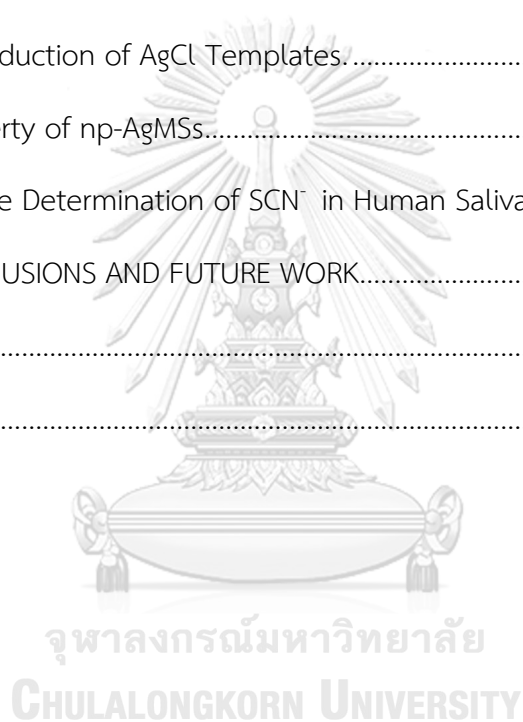 duction of AgCl Templates.......................
erty of np-AgMSs............................................
e Determination of SCN⁻ in Human Saliva
USIONS AND FUTURE WORK......................
..............................................................................
..............................................................................
จุฬาลงกรณ์มหาวิทยาลัย
CHULALONGKORN UNIVERSITY